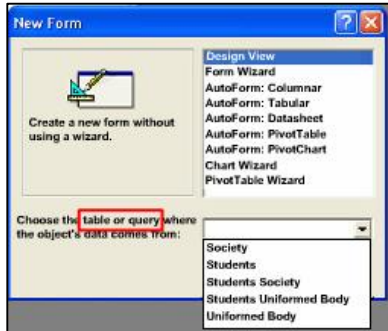 New Form
Design View
Form Wizard
AutoForm: Columnar
AutoForm: Tabular
AutoForm: Datasheet
AutoForm: PivotTable
AutoForm: PivotChart
Chart Wizard
PivotTable Wizard
Create a new form without
using a wizard.
Choose the table or query where
the object's data comes from:
Society
Students
Students Society
Students Uniformed Body
Uniformed Body